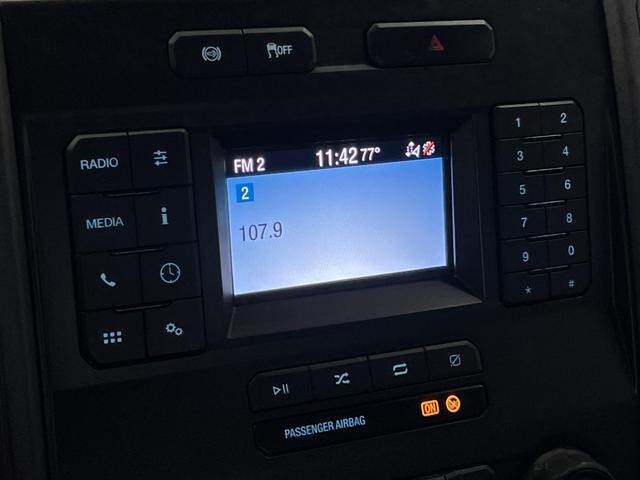 OFF
RADIO
MEDIA
FM 2
11:42 77°
2
107.9
1 2
3 4
5 6
7 8
9 0
* #
PASSENGER AIRBAG
ON